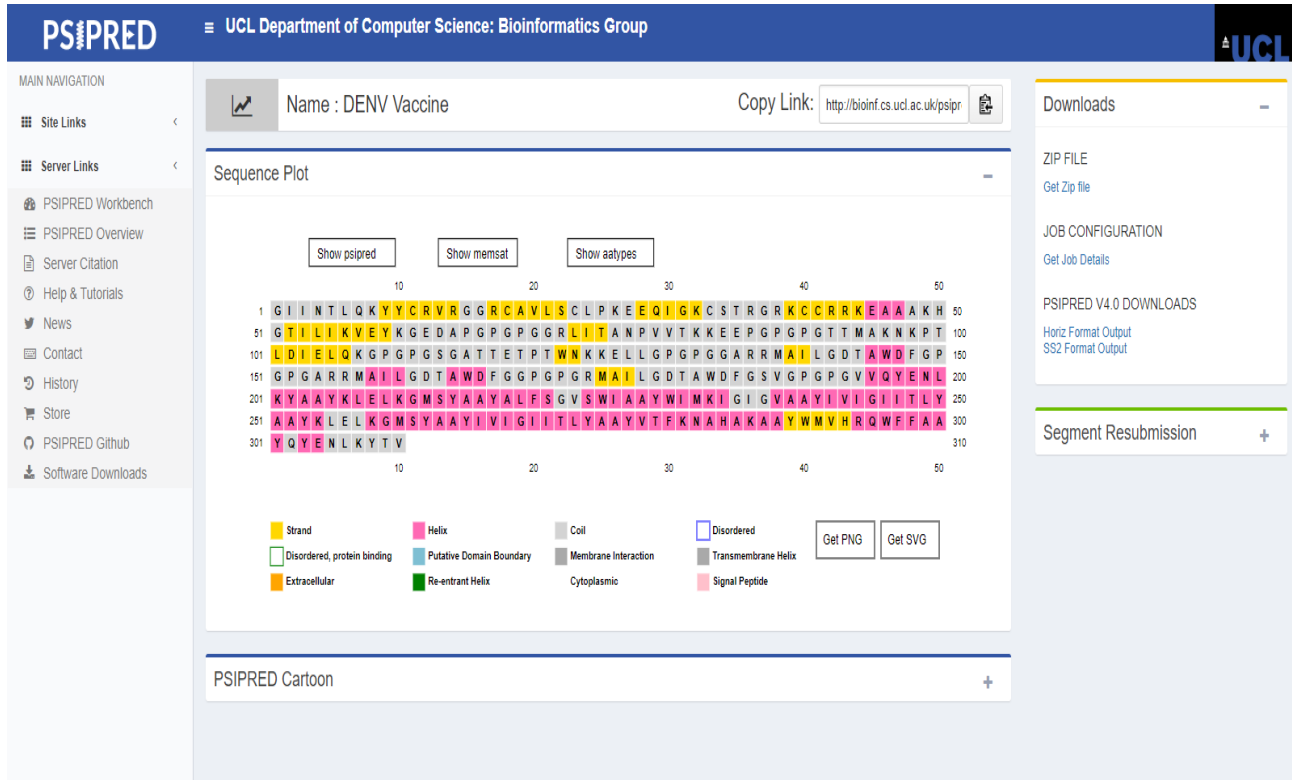 PSIPRED
≡ UCL Department of Computer Science: Bioinformatics Group
UCL
MAIN NAVIGATION
Site Links
Server Links
PSIPRED Workbench
PSIPRED Overview
Server Citation
Help & Tutorials
News
Contact
History
Store
PSIPRED Github
Software Downloads
Name : DENV Vaccine
Copy Link: http://bioinf.cs.ucl.ac.uk/psipr
Sequence Plot
Show psipred Show memsat Show aatypes
10 20 30 40 50
1 G I I N T L Q K Y Y C R V R G G R C A V L S C L P K E E Q I G K C S T R G R K C C R R K E A A A K H 50
51 G T I L I K V E Y K G E D A P G P G P G G R L I T A N P V V T K K E E P G P G P G T T M A K N K P T 100
101 L D I E L Q K G P G P G S G A T T E T P T W N K K E L L G P G P G G A R R M A I L G D T A W D F G P 150
151 G P G A R R M A I L G D T A W D F G G P G P G R M A I L G D T A W D F G S V G P G P G V V Q Y E N L 200
201 K Y A A Y K L E L K G M S Y A A Y A L F S G V S W I A A Y W I M K I G I G V A A Y I V I G I I T L Y 250
251 A A Y K L E L K G M S Y A A Y I V I G I I T L Y A A Y V T F K N A H A K A A Y W M V H R Q W F F A A 300
301 Y Q Y E N L K Y T V 310
10 20 30 40 50
Strand Helix Coil Disordered
Disordered, protein binding Putative Domain Boundary Membrane Interaction Transmembrane Helix
Extracellular Re-entrant Helix Cytoplasmic Signal Peptide
Get PNG Get SVG
PSIPRED Cartoon
Downloads
ZIP FILE
Get Zip file
JOB CONFIGURATION
Get Job Details
PSIPRED V4.0 DOWNLOADS
Horiz Format Output
SS2 Format Output
Segment Resubmission